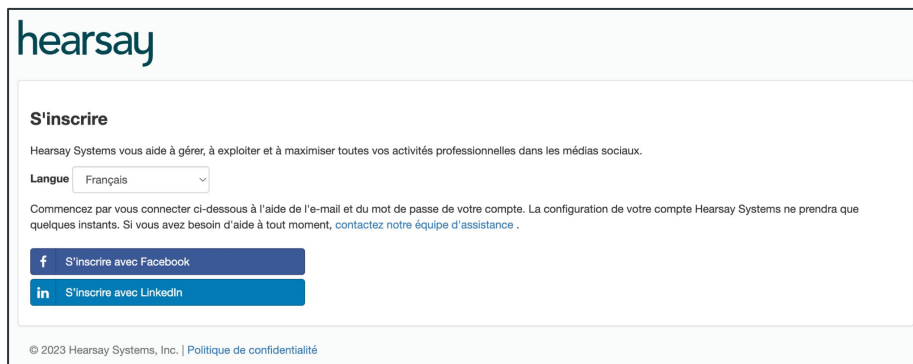 hearsay
S'inscrire
Hearsay Systems vous aide à gérer, à exploiter et à maximiser toutes vos activités professionnelles dans les médias sociaux.
Langue Français
Commencez par vous connecter ci-dessous à l'aide de l'e-mail et du mot de passe de votre compte. La configuration de votre compte Hearsay Systems ne prendra que
quelques instants. Si vous avez besoin d'aide à tout moment, contactez notre équipe d'assistance .
f S'inscrire avec Facebook
in S'inscrire avec LinkedIn
© 2023 Hearsay Systems, Inc. | Politique de confidentialité